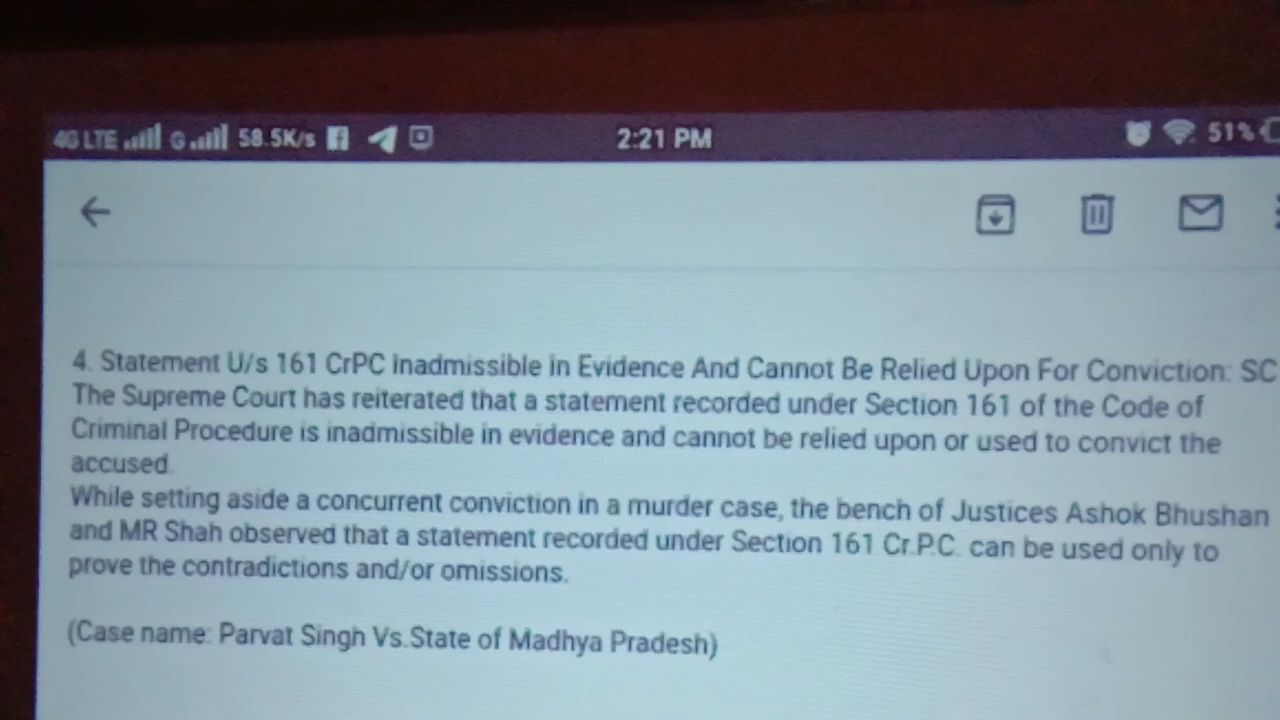 4G LTE G 58.5K/s 2:21 PM 51%
4. Statement U/s 161 CrPC Inadmissible In Evidence And Cannot Be Relied Upon For Conviction: SC
The Supreme Court has reiterated that a statement recorded under Section 161 of the Code of
Criminal Procedure is inadmissible in evidence and cannot be relied upon or used to convict the
accused.
While setting aside a concurrent conviction in a murder case, the bench of Justices Ashok Bhushan
and MR Shah observed that a statement recorded under Section 161 Cr.P.C. can be used only to
prove the contradictions and/or omissions.
(Case name: Parvat Singh Vs.State of Madhya Pradesh)